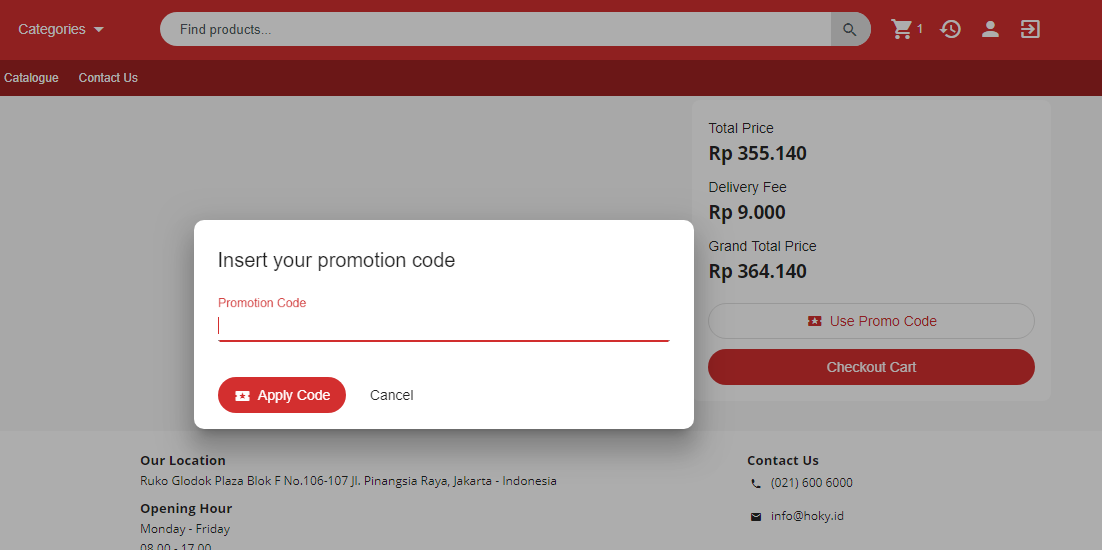 Categories
Find products...
1
Catalogue
Contact Us
Total Price
Rp 355.140
Delivery Fee
Rp 9.000
Grand Total Price
Rp 364.140
Use Promo Code
Checkout Cart
Insert your promotion code
Promotion Code
Apply Code
Cancel
Our Location
Ruko Glodok Plaza Blok F No.106-107 Jl. Pinangsia Raya, Jakarta - Indonesia
Opening Hour
Monday - Friday
08.00 - 17.00
Contact Us
(021) 600 6000
info@hoky.id